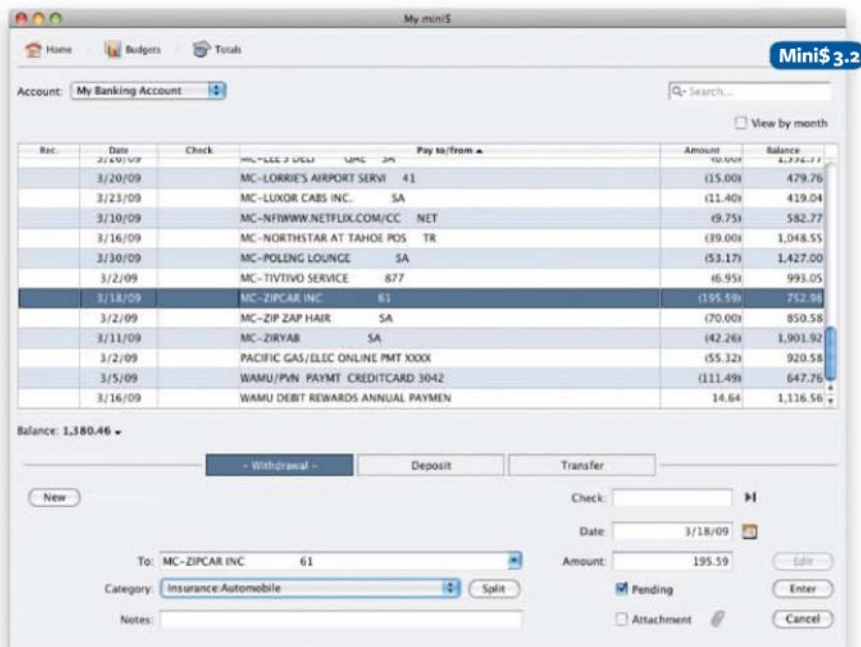 My mini$
Home Budgets Totals
Mini$ 3.2
Account: My Banking Account Search...
View by month
Rec. Date Check Pay to/from Amount Balance
3/20/09 MC-LEE'S DELI SA
3/20/09 MC-LORRIE'S AIRPORT SERVI 41 (15.00) 479.76
3/23/09 MC-LUXOR CABS INC. SA (11.40) 419.04
3/10/09 MC-NFIWWW.NETFLIX.COM/CC NET (9.75) 582.77
3/16/09 MC-NORTHSTAR AT TAHOE POS TR (39.00) 1,048.55
3/30/09 MC-POLENG LOUNGE SA (53.17) 1,427.00
3/2/09 MC-TIVTIVO SERVICE 877 (6.95) 993.05
3/18/09 MC-ZIPCAR INC 61 (195.59) 752.98
3/2/09 MC-ZIP ZAP HAIR SA (70.00) 850.58
3/11/09 MC-ZIRYAB SA (42.26) 1,901.92
3/2/09 PACIFIC GAS/ELEC ONLINE PMT XXXX (55.32) 920.58
3/5/09 WAMU/PVN PAYMT CREDITCARD 3042 (111.49) 647.76
3/16/09 WAMU DEBIT REWARDS ANNUAL PAYMEN 14.64 1,116.56
Balance: 1,380.46
- Withdrawal - Deposit Transfer
New Check:
Date: 3/18/09
To: MC-ZIPCAR INC 61 Amount: 195.59 Edit
Category: Insurance:Automobile Split Pending Enter
Notes: Attachment Cancel